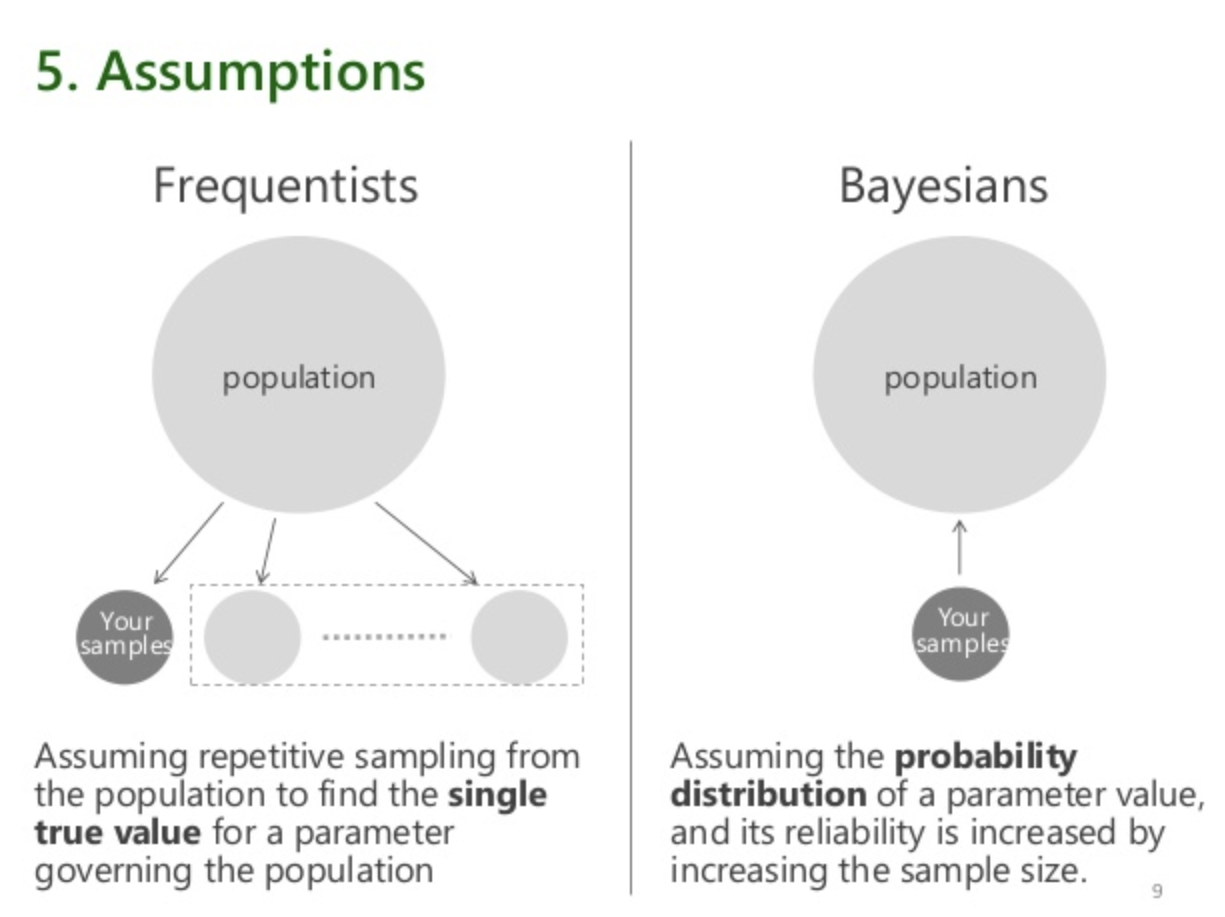 5. Assumptions
Frequentists
population
Your
samples
Assuming repetitive sampling from
the population to find the single
true value for a parameter
governing the population
Bayesians
population
Your
samples
Assuming the probability
distribution of a parameter value,
and its reliability is increased by
increasing the sample size.
9